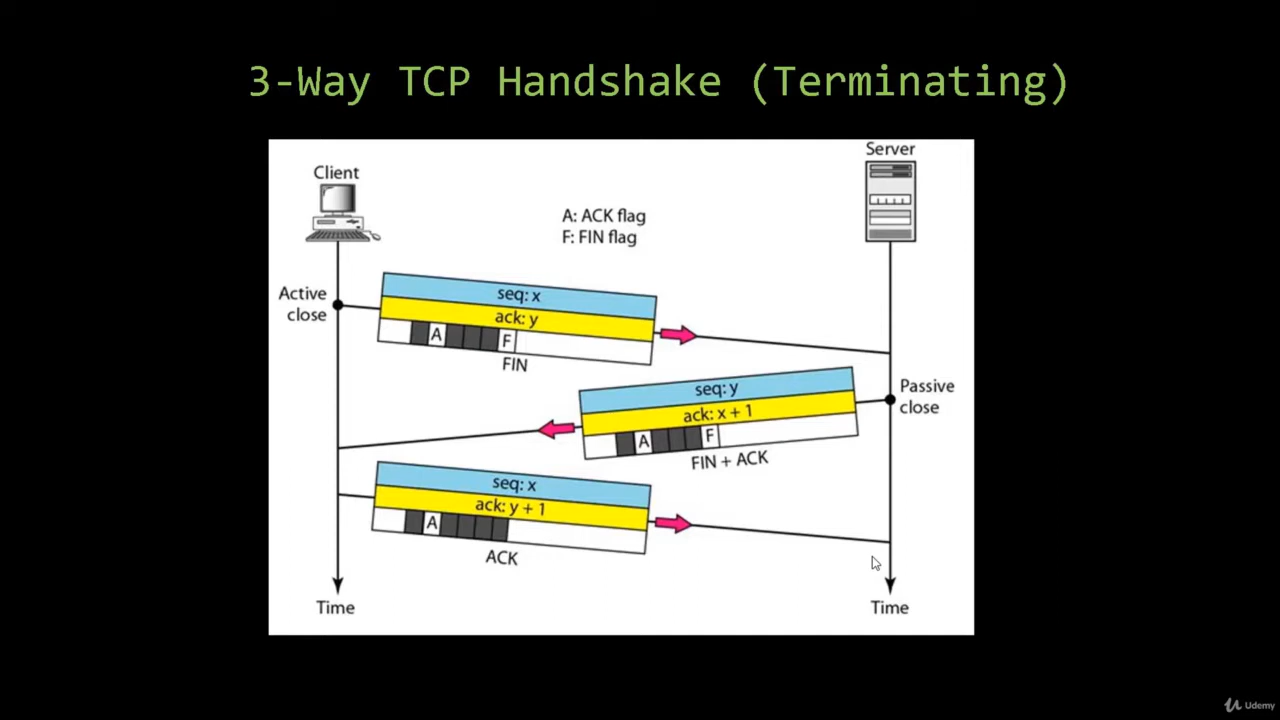 3-Way TCP Handshake (Terminating)
Client
Server
A: ACK flag
F: FIN flag
Active
close
seq: x
ack: y
A F
FIN
Passive
close
seq: y
ack: x + 1
A F
FIN + ACK
seq: x
ack: y + 1
A
ACK
Time
Time
Udemy